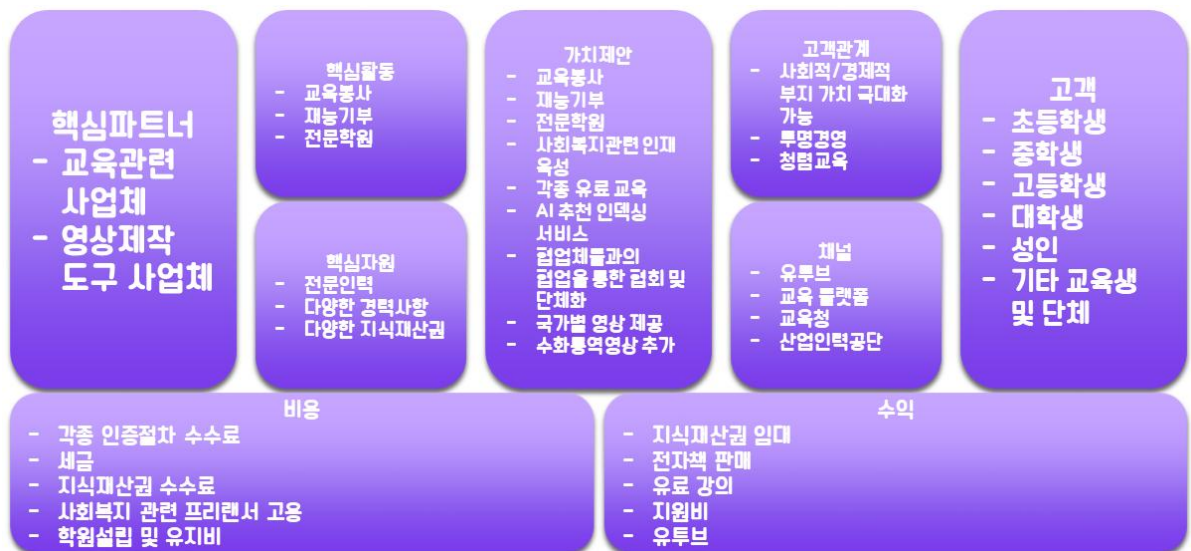 핵심파트너
- 교육관련
사업체
- 영상제작
도구 사업체
핵심활동
- 교육봉사
- 재능기부
- 전문학원
핵심자원
- 전문인력
- 다양한 경력사항
- 다양한 지식재산권
가치제안
- 교육봉사
- 재능기부
- 전문학원
- 사회복지관련 인재
육성
- 각종 유료 교육
- AI 추천 인덱싱
서비스
- 협업체들과의
협업을 통한 협회 및
단체화
- 국가별 영상 제공
- 수화통역영상 추가
고객관계
- 사회적/경제적
부지 가치 극대화
가능
- 투명경영
- 청렴교육
채널
- 유투브
- 교육 플랫폼
- 교육청
- 산업인력공단
고객
- 초등학생
- 중학생
- 고등학생
- 대학생
- 성인
- 기타 교육생
및 단체
비용
- 각종 인증절차 수수료
- 세금
- 지식재산권 수수료
- 사회복지 관련 프리랜서 고용
- 학원설립 및 유지비
수익
- 지식재산권 임대
- 전자책 판매
- 유료 강의
- 지원비
- 유투브